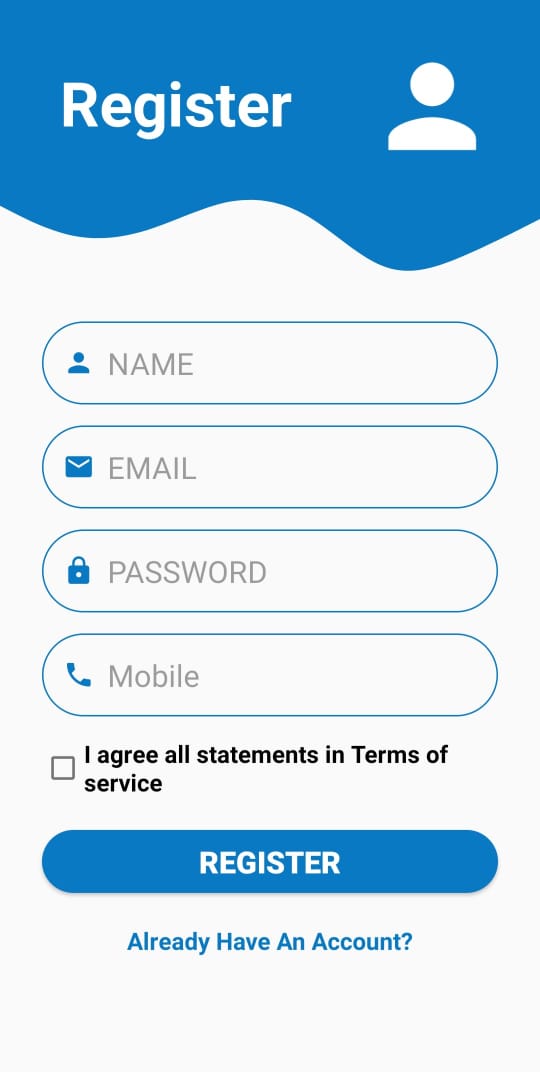 Register
NAME
EMAIL
PASSWORD
Mobile
I agree all statements in Terms of
service
REGISTER
Already Have An Account?